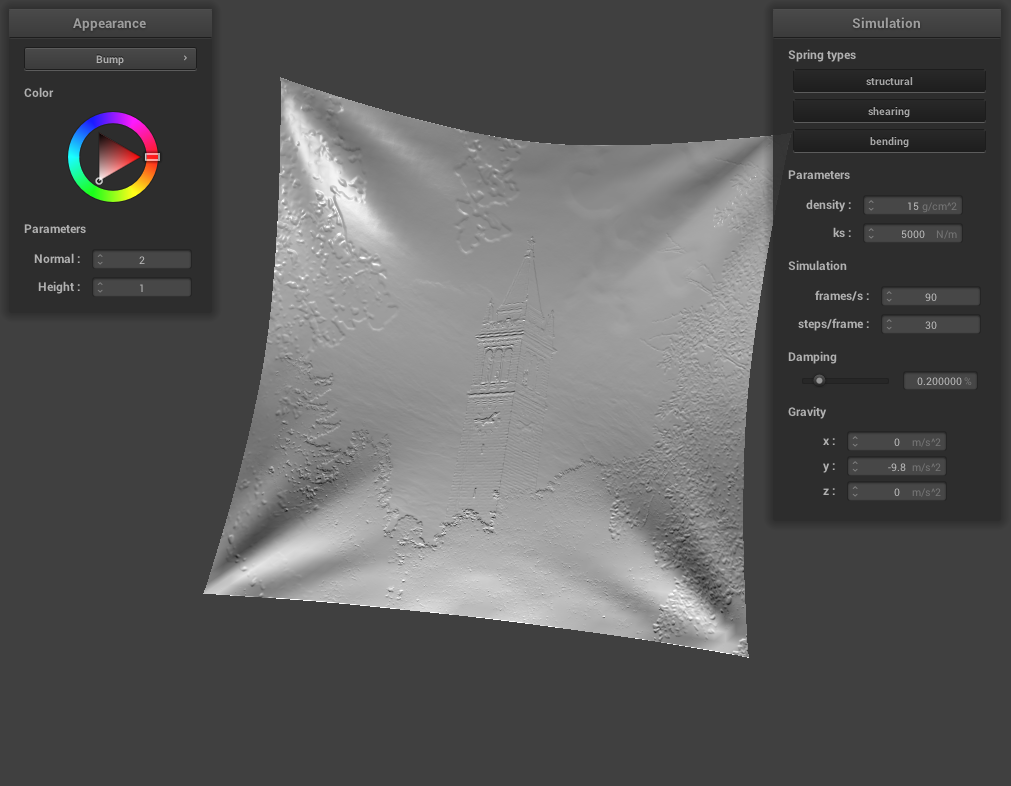 Appearance
Bump ›
Color
Parameters
Normal : 2
Height : 1
Simulation
Spring types
structural
shearing
bending
Parameters
density : 15 g/cm^2
ks : 5000 N/m
Simulation
frames/s : 90
steps/frame : 30
Damping
0.200000 %
Gravity
x : 0 m/s^2
y : -9.8 m/s^2
z : 0 m/s^2